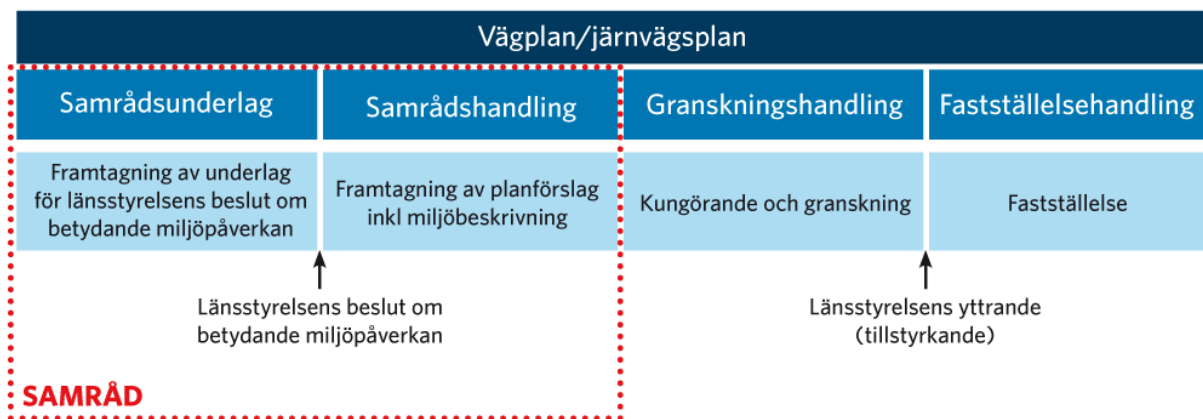 Vägplan/järnvägsplan
Samrådsunderlag
Samrådshandling
Granskningshandling
Fastställelsehandling
Framtagning av underlag
för länsstyrelsens beslut om
betydande miljöpåverkan
Framtagning av planförslag
inkl miljöbeskrivning
Kungörande och granskning
Fastställelse
Länsstyrelsens beslut om
betydande miljöpåverkan
Länsstyrelsens yttrande
(tillstyrkande)
SAMRÅD